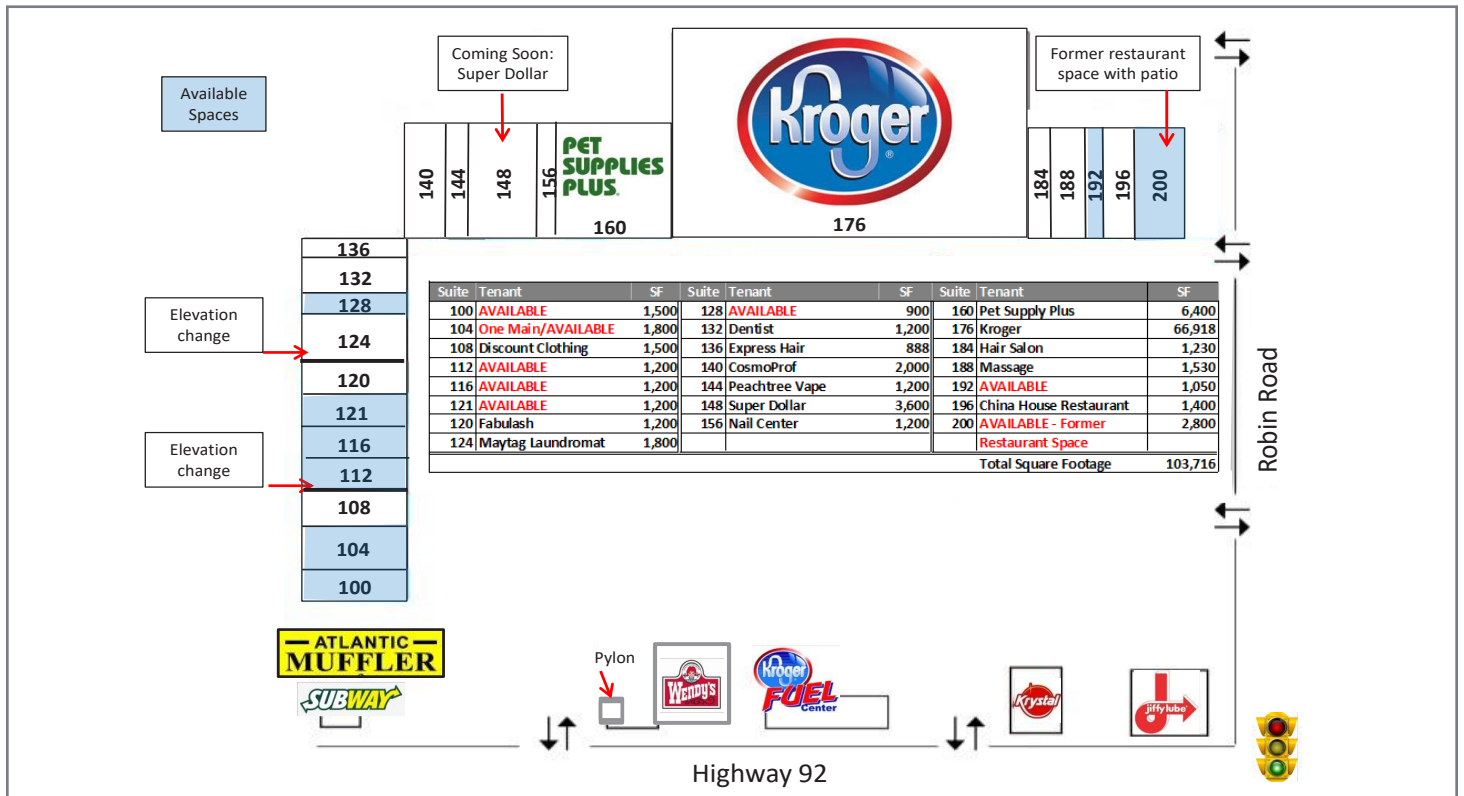 Coming Soon:
Super Dollar
Former restaurant
space with patio
Available
Spaces
Kroger
®
PET
SUPPLIES
PLUS.
140
144
148
156
160
176
184
188
192
196
200
136
132
128
124
120
121
116
112
108
104
100
Elevation
change
Elevation
change
Suite Tenant SF Suite Tenant SF Suite Tenant SF
100 AVAILABLE 1,500 128 AVAILABLE 900 160 Pet Supply Plus 6,400
104 One Main/AVAILABLE 1,800 132 Dentist 1,200 176 Kroger 66,918
108 Discount Clothing 1,500 136 Express Hair 888 184 Hair Salon 1,230
112 AVAILABLE 1,200 140 CosmoProf 2,000 188 Massage 1,530
116 AVAILABLE 1,200 144 Peachtree Vape 1,200 192 AVAILABLE 1,050
121 AVAILABLE 1,200 148 Super Dollar 3,600 196 China House Restaurant 1,400
120 Fabulash 1,200 156 Nail Center 1,200 200 AVAILABLE - Former 2,800
124 Maytag Laundromat 1,800 Restaurant Space
Total Square Footage 103,716
Robin Road
ATLANTIC
MUFFLER
SUBWAY
Pylon
WENDY'S
Kroger
FUEL
Center
Krystal
jiffy lube
Highway 92